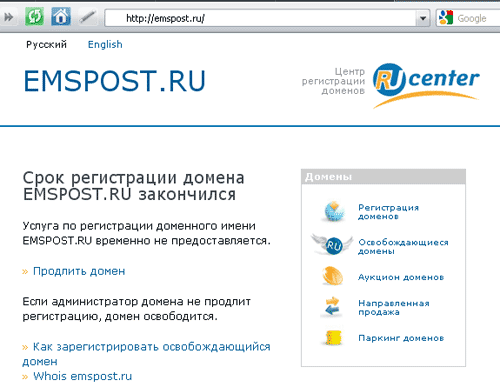 http://emspost.ru/
Google
Русский English
EMSPOST.RU
Центр
регистрации
доменов
RU center
Срок регистрации домена
EMSPOST.RU закончился
Услуга по регистрации доменного имени
EMSPOST.RU временно не предоставляется.
» Продлить домен
Если администратор домена не продлит
регистрацию, домен освободится.
» Как зарегистрировать освобождающийся
домен
» Whois emspost.ru
Домены
Регистрация
доменов
RU
Освобождающиеся
домены
Аукцион доменов
Направленная
продажа
Паркинг доменов